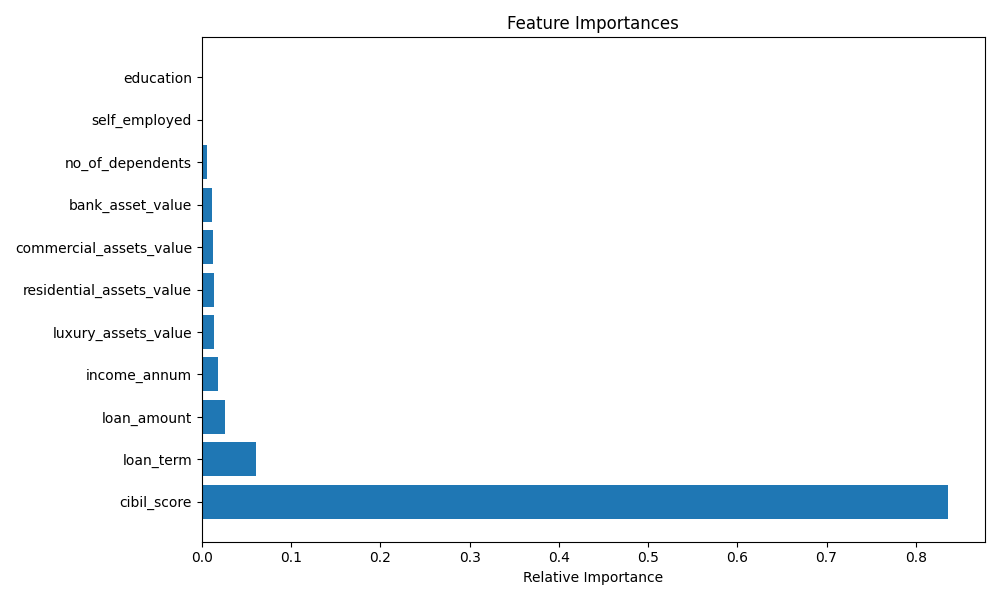 Feature Importances
education
self_employed
no_of_dependents
bank_asset_value
commercial_assets_value
residential_assets_value
luxury_assets_value
income_annum
loan_amount
loan_term
cibil_score
0.0 0.1 0.2 0.3 0.4 0.5 0.6 0.7 0.8
Relative Importance